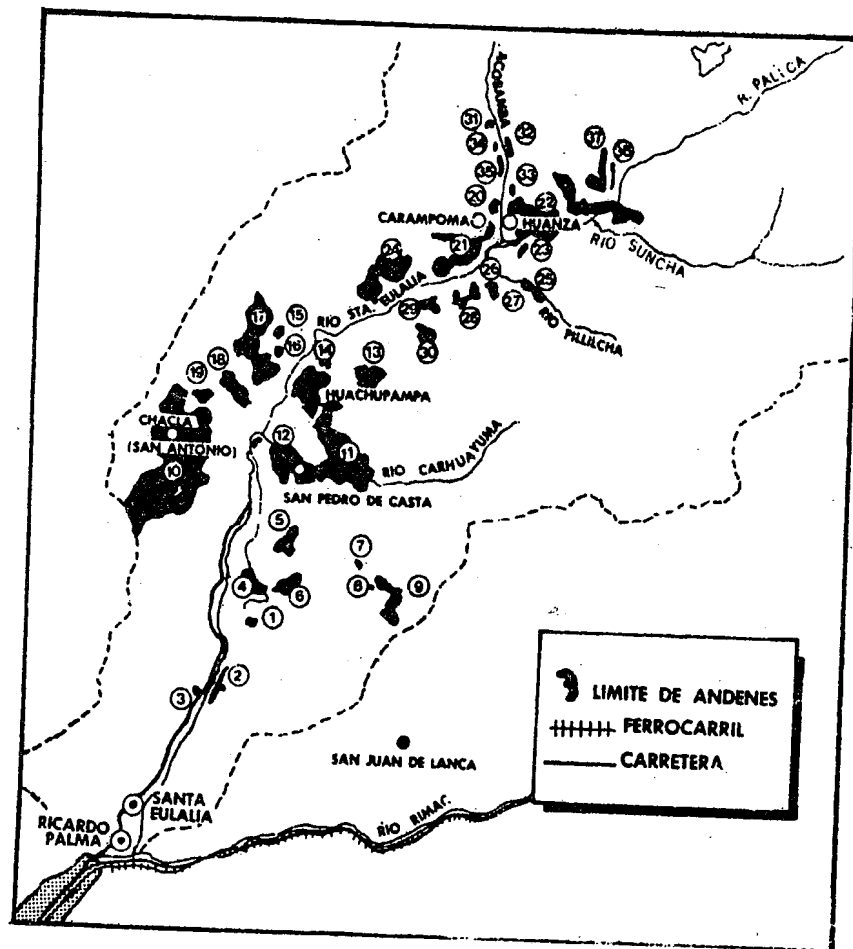 ACOBAMBA
R. PALICA
31
32
34
37
38
35
33
20
22
CARAMPOMA
HUANZA
21
23
RIO SUNCHA
24
26
RIO STA. EULALIA
29
28
27
25
RIO PILLILCHA
17
15
16
14
13
30
18
19
HUACHUPAMPA
CHACLA
(SAN ANTONIO)
12
11
10
RIO CARHUAYUMA
SAN PEDRO DE CASTA
5
7
4
6
8
9
1
2
3
LIMITE DE ANDENES
FERROCARRIL
CARRETERA
SAN JUAN DE LANCA
SANTA
EULALIA
RICARDO
PALMA
RIO RIMAC